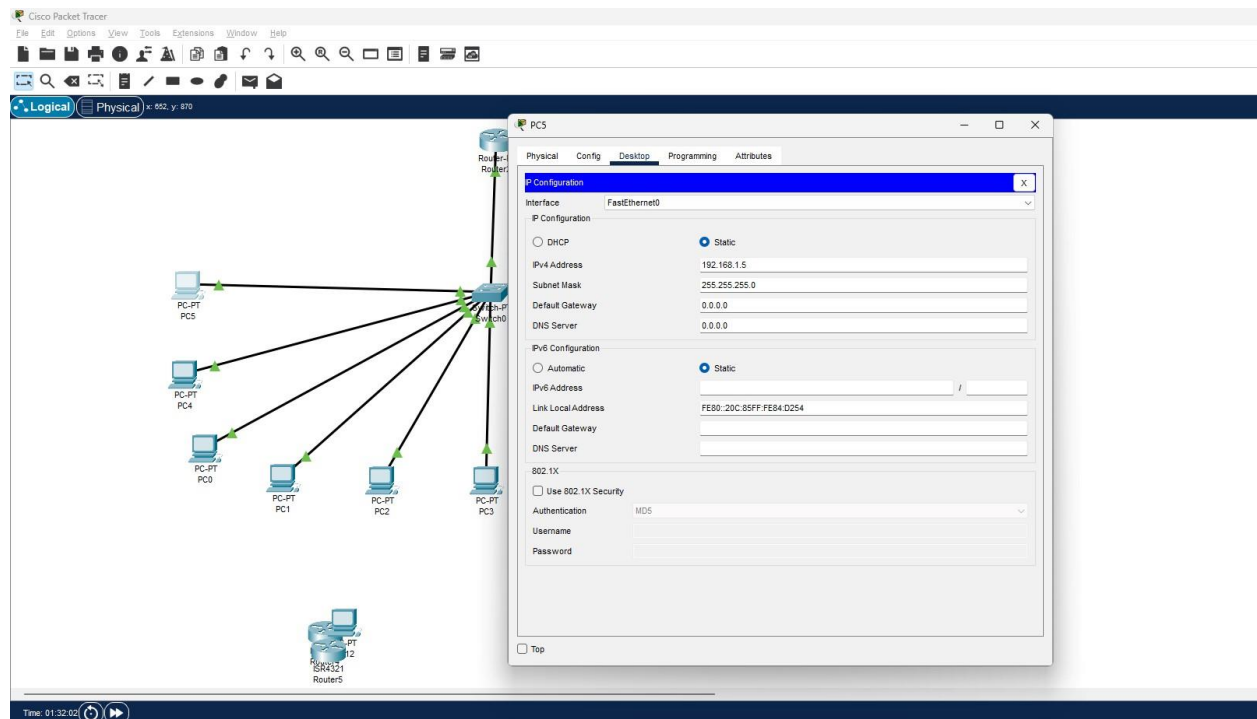 Cisco Packet Tracer
File Edit Options View Tools Extensions Window Help
Logical Physical x: 652, y: 870
PC5
Physical Config Desktop Programming Attributes
IP Configuration X
Interface FastEthernet0
IP Configuration
DHCP Static
IPv4 Address 192.168.1.5
Subnet Mask 255.255.255.0
Default Gateway 0.0.0.0
DNS Server 0.0.0.0
IPv6 Configuration
Automatic Static
IPv6 Address /
Link Local Address FE80::20C:85FF:FE84:D254
Default Gateway
DNS Server
802.1X
Use 802.1X Security
Authentication MD5
Username
Password
Top
PC-PT
PC5
PC-PT
PC4
PC-PT
PC0
PC-PT
PC1
PC-PT
PC2
PC-PT
PC3
ISR4321
Router5
Time: 01:32:02